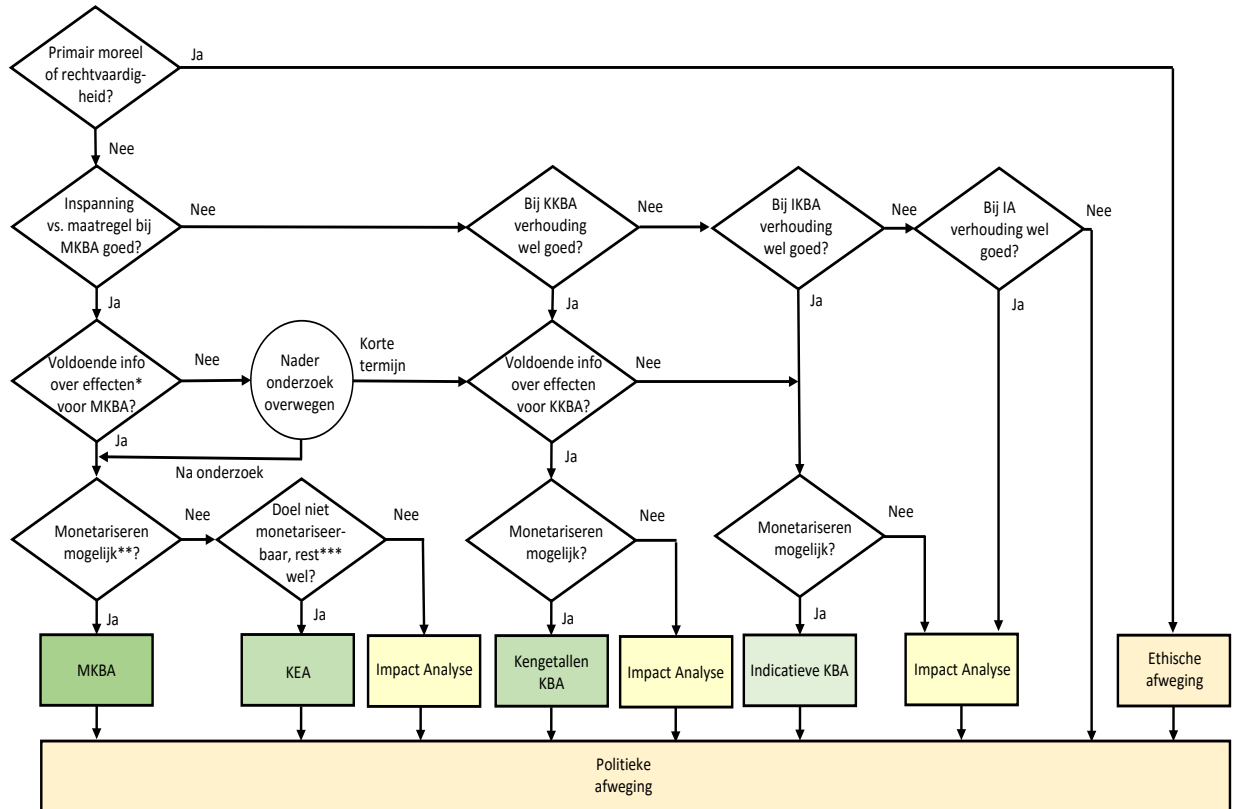 Primair moreel
of rechtvaardig-
heid?
Ja
Nee
Inspanning
vs. maatregel bij
MKBA goed?
Nee
Bij KKBA
verhouding
wel goed?
Nee
Bij IKBA
verhouding
wel goed?
Nee
Bij IA
verhouding wel
goed?
Nee
Ja
Ja
Ja
Ja
Voldoende info
over effecten*
voor MKBA?
Nee
Nader
onderzoek
overwegen
Korte
termijn
Voldoende info
over effecten
voor KKBA?
Nee
Ja
Na onderzoek
Ja
Monetariseren
mogelijk**?
Nee
Doel niet
monetariseer-
baar, rest***
wel?
Nee
Monetariseren
mogelijk?
Nee
Monetariseren
mogelijk?
Nee
Ja
Ja
Ja
Ja
MKBA
KEA
Impact Analyse
Kengetallen
KBA
Impact Analyse
Indicatieve KBA
Impact Analyse
Ethische
afweging
Politieke
afweging